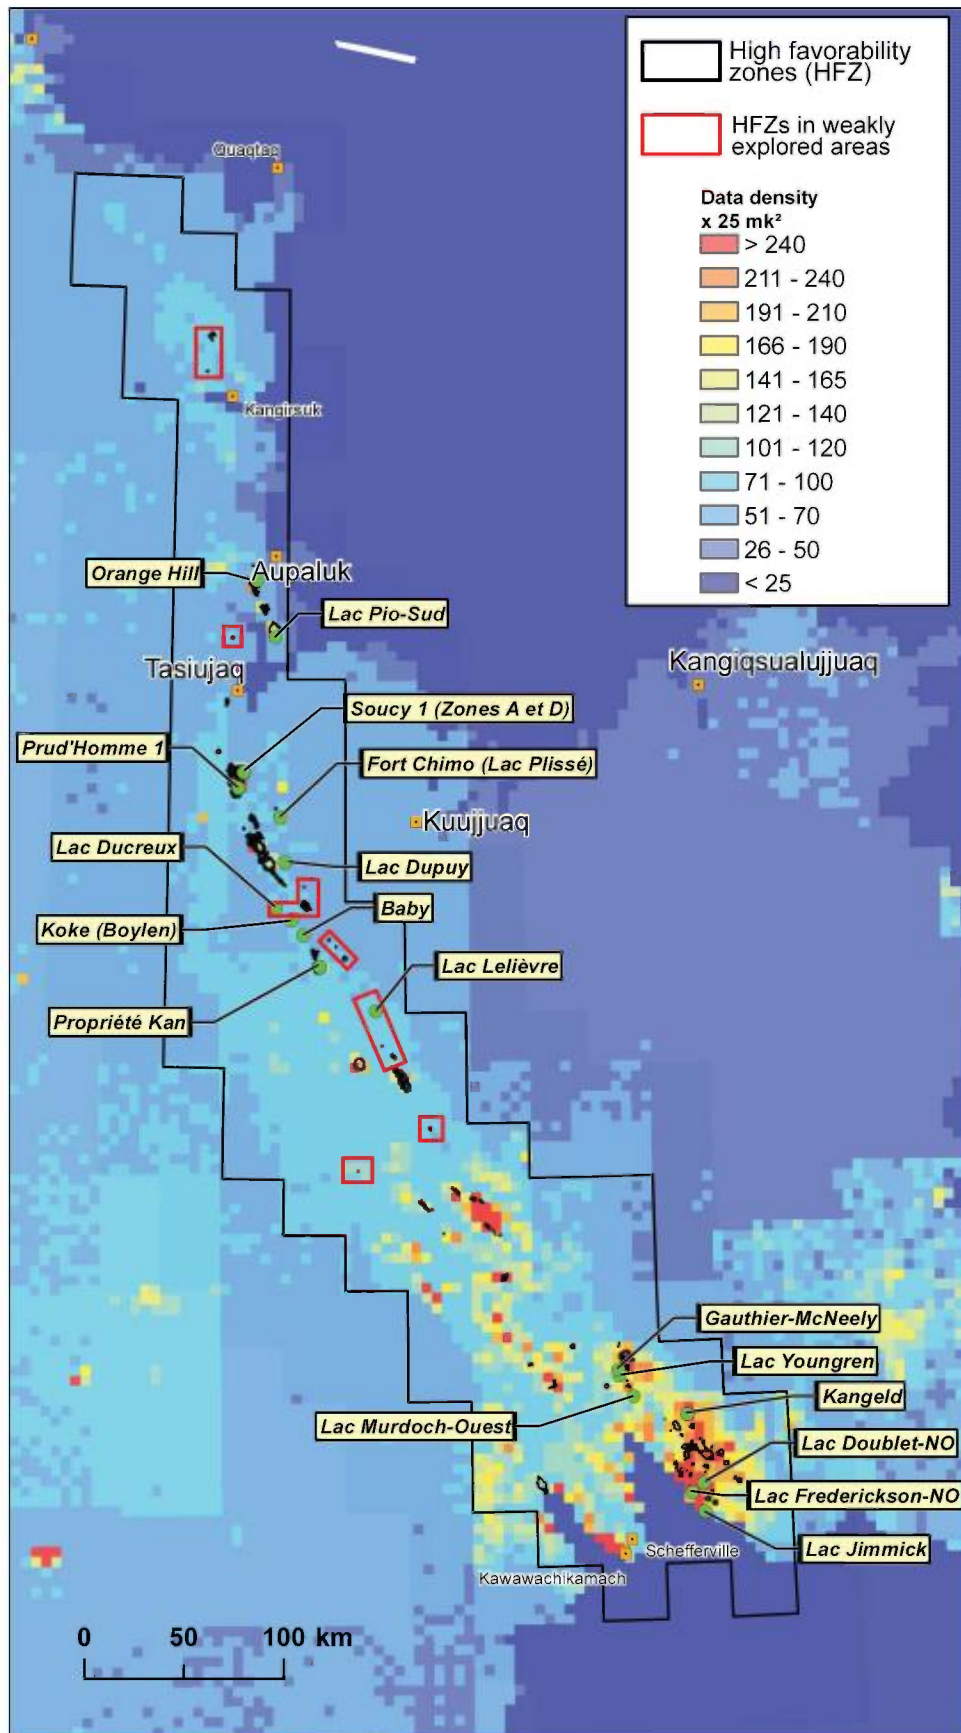 High favorability
zones (HFZ)
HFZs in weakly
explored areas
Data density
x 25 mk²
> 240
211 - 240
191 - 210
166 - 190
141 - 165
121 - 140
101 - 120
71 - 100
51 - 70
26 - 50
< 25
Quaqtaq
Kangirsuk
Orange Hill
Aupaluk
Lac Pio-Sud
Tasiujaq
Kangiqsualujjuaq
Soucy 1 (Zones A et D)
Prud'Homme 1
Fort Chimo (Lac Plissé)
Kuujjuaq
Lac Ducreux
Lac Dupuy
Koke (Boylen)
Baby
Lac Lelièvre
Propriété Kan
Gauthier-McNeely
Lac Youngren
Kangeld
Lac Murdoch-Ouest
Lac Doublet-NO
Lac Frederickson-NO
Lac Jimmick
Schefferville
Kawawachikamach
0 50 100 km